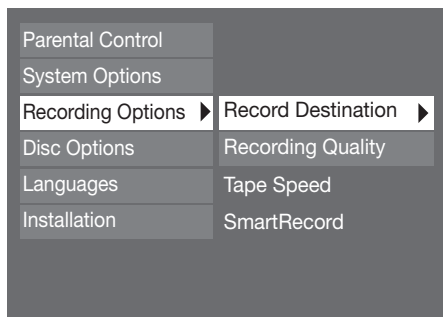 Parental Control
System Options
Recording Options
Record Destination
Disc Options
Recording Quality
Languages
Tape Speed
Installation
SmartRecord